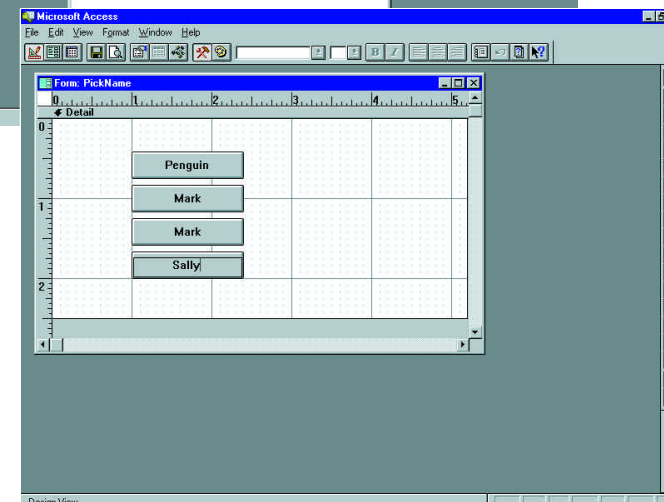 Microsoft Access
File Edit View Format Window Help
B I
Form: PickName
0 1 2 3 4 5
Detail
0
Penguin
Mark
1
Mark
Sally
2
Design View